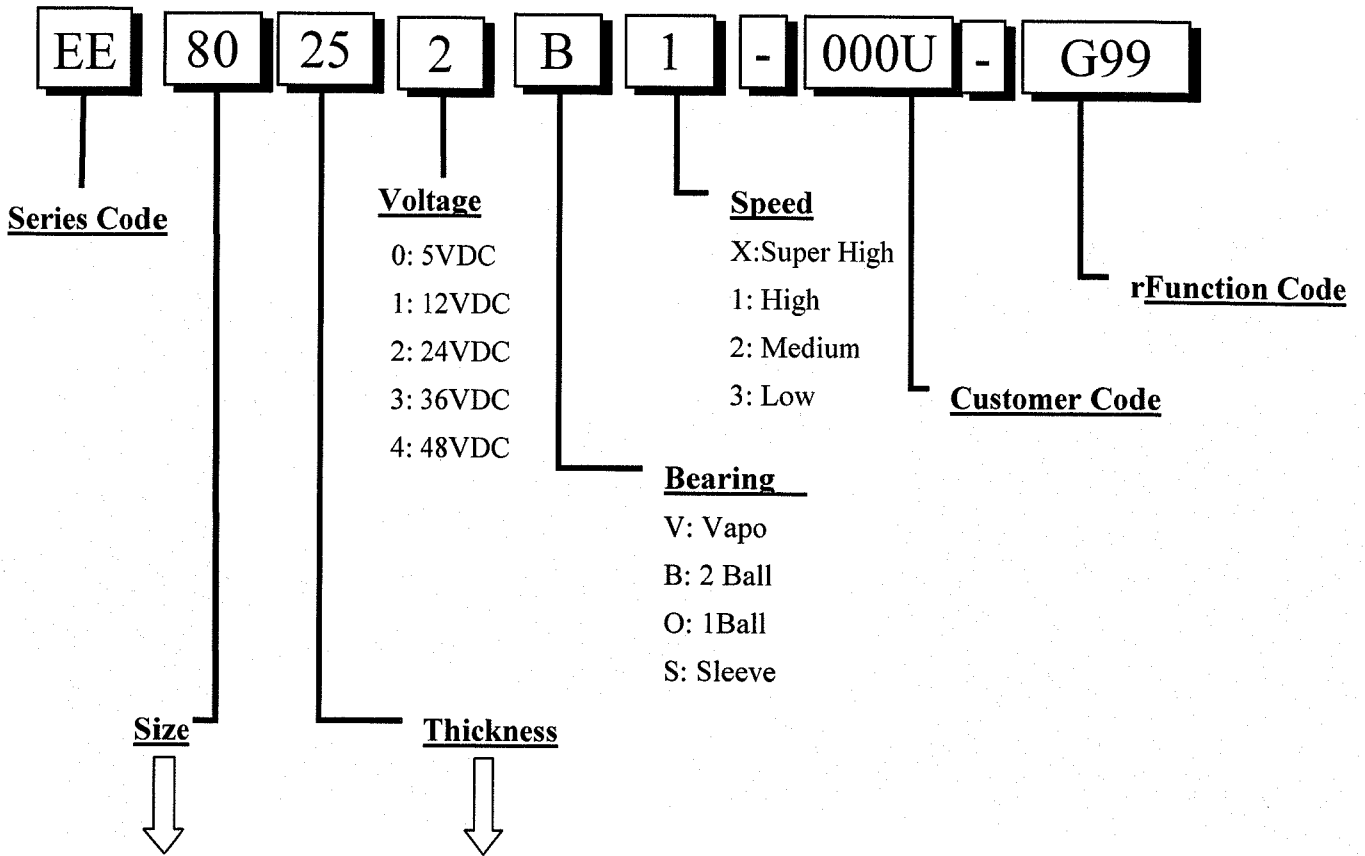 EE 80 25 2 B 1 - 000U - G99
Series Code
Voltage
0: 5VDC
1: 12VDC
2: 24VDC
3: 36VDC
4: 48VDC
Speed
X:Super High
1: High
2: Medium
3: Low
rFunction Code
Customer Code
Bearing
V: Vapo
B: 2 Ball
O: 1Ball
S: Sleeve
Size
Thickness